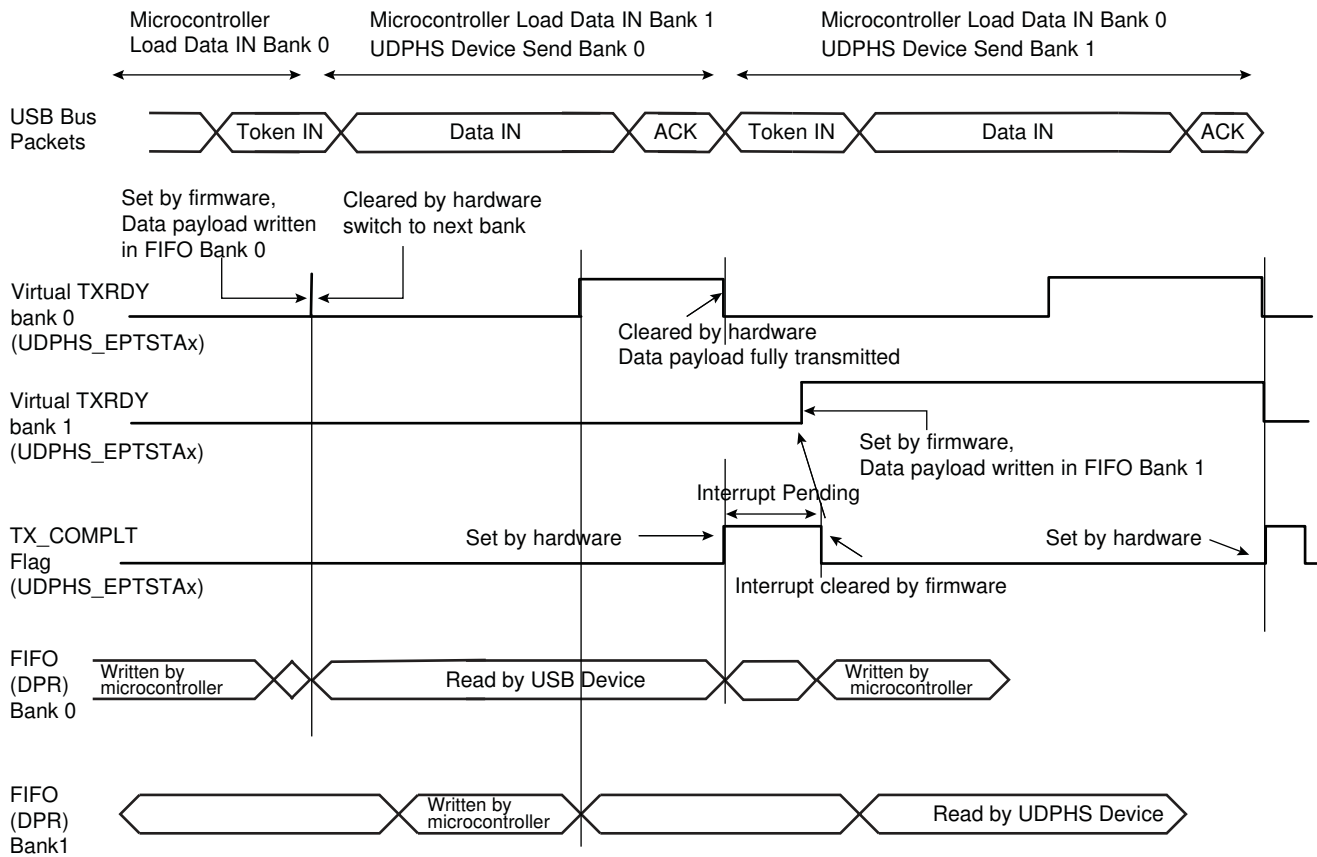 Microcontroller
Load Data IN Bank 0
Microcontroller Load Data IN Bank 1
UDPHS Device Send Bank 0
Microcontroller Load Data IN Bank 0
UDPHS Device Send Bank 1
USB Bus
Packets
Token IN
Data IN
ACK
Token IN
Data IN
ACK
Set by firmware,
Data payload written
in FIFO Bank 0
Cleared by hardware
switch to next bank
Virtual TXRDY
bank 0
(UDPHS_EPTSTAx)
Cleared by hardware
Data payload fully transmitted
Virtual TXRDY
bank 1
(UDPHS_EPTSTAx)
Set by firmware,
Data payload written in FIFO Bank 1
Interrupt Pending
TX_COMPLT
Flag
(UDPHS_EPTSTAx)
Set by hardware
Set by hardware
Interrupt cleared by firmware
FIFO
(DPR)
Bank 0
Written by
microcontroller
Read by USB Device
Written by
microcontroller
FIFO
(DPR)
Bank1
Written by
microcontroller
Read by UDPHS Device